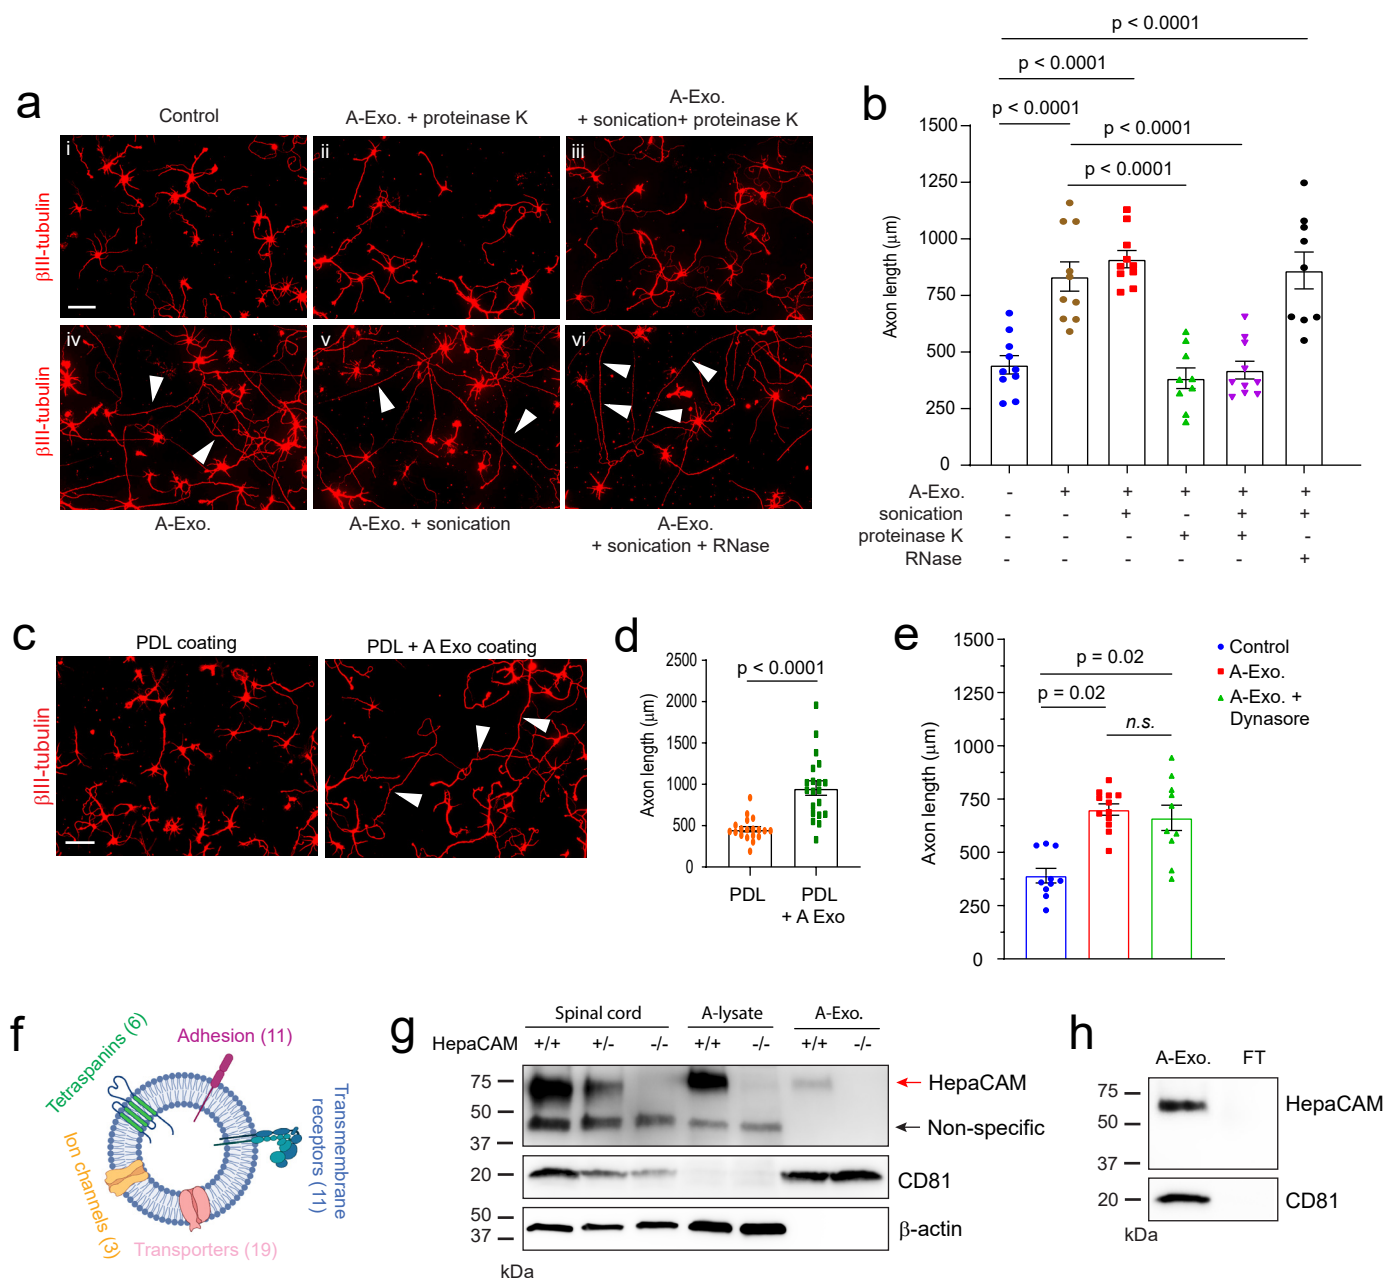 a
Control
A-Exo. + proteinase K
A-Exo.
+ sonication+ proteinase K
βIII-tubulin
i
ii
iii
βIII-tubulin
iv
v
vi
A-Exo.
A-Exo. + sonication
A-Exo.
+ sonication + RNase
b
p < 0.0001
p < 0.0001
p < 0.0001
p < 0.0001
p < 0.0001
Axon length (μm)
1500
1250
1000
750
500
250
0
A-Exo. - + + + + +
sonication - - + - + +
proteinase K - - - + + -
RNase - - - - - +
c
PDL coating
PDL + A Exo coating
βIII-tubulin
d
p < 0.0001
Axon length (μm)
2500
2000
1500
1000
500
0
PDL
PDL
+ A Exo
e
Axon length (μm)
1500
1250
1000
750
500
250
0
p = 0.02
p = 0.02
n.s.
Control
A-Exo.
A-Exo. +
Dynasore
f
Tetraspanins (6)
Adhesion (11)
Transmembrane
receptors (11)
Ion channels (3)
Transporters (19)
g
Spinal cord A-lysate A-Exo.
HepaCAM +/+ +/- -/- +/+ -/- +/+ -/-
75
50
37
HepaCAM
Non-specific
20
CD81
50
37
β-actin
kDa
h
A-Exo. FT
75
50
37
HepaCAM
20
CD81
kDa